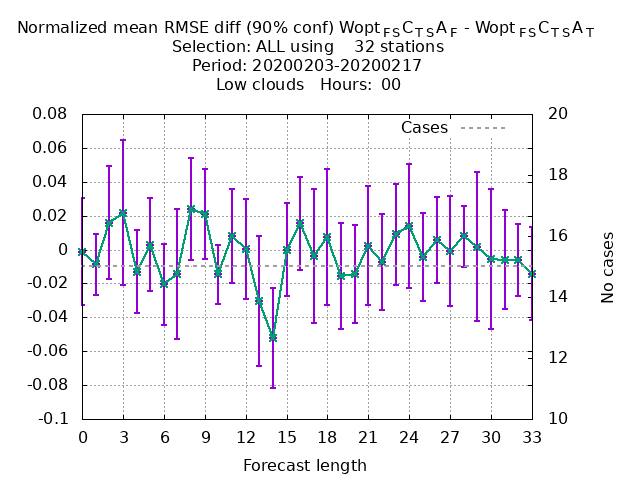 Normalized mean RMSE diff (90% conf) Wopt FS C TS A F - Wopt FS C TS A T
Selection: ALL using 32 stations
Period: 20200203-20200217
Low clouds Hours: 00
Cases
0.08
0.06
0.04
0.02
0
-0.02
-0.04
-0.06
-0.08
-0.1
20
18
16
14
12
10
No cases
0 3 6 9 12 15 18 21 24 27 30 33
Forecast length